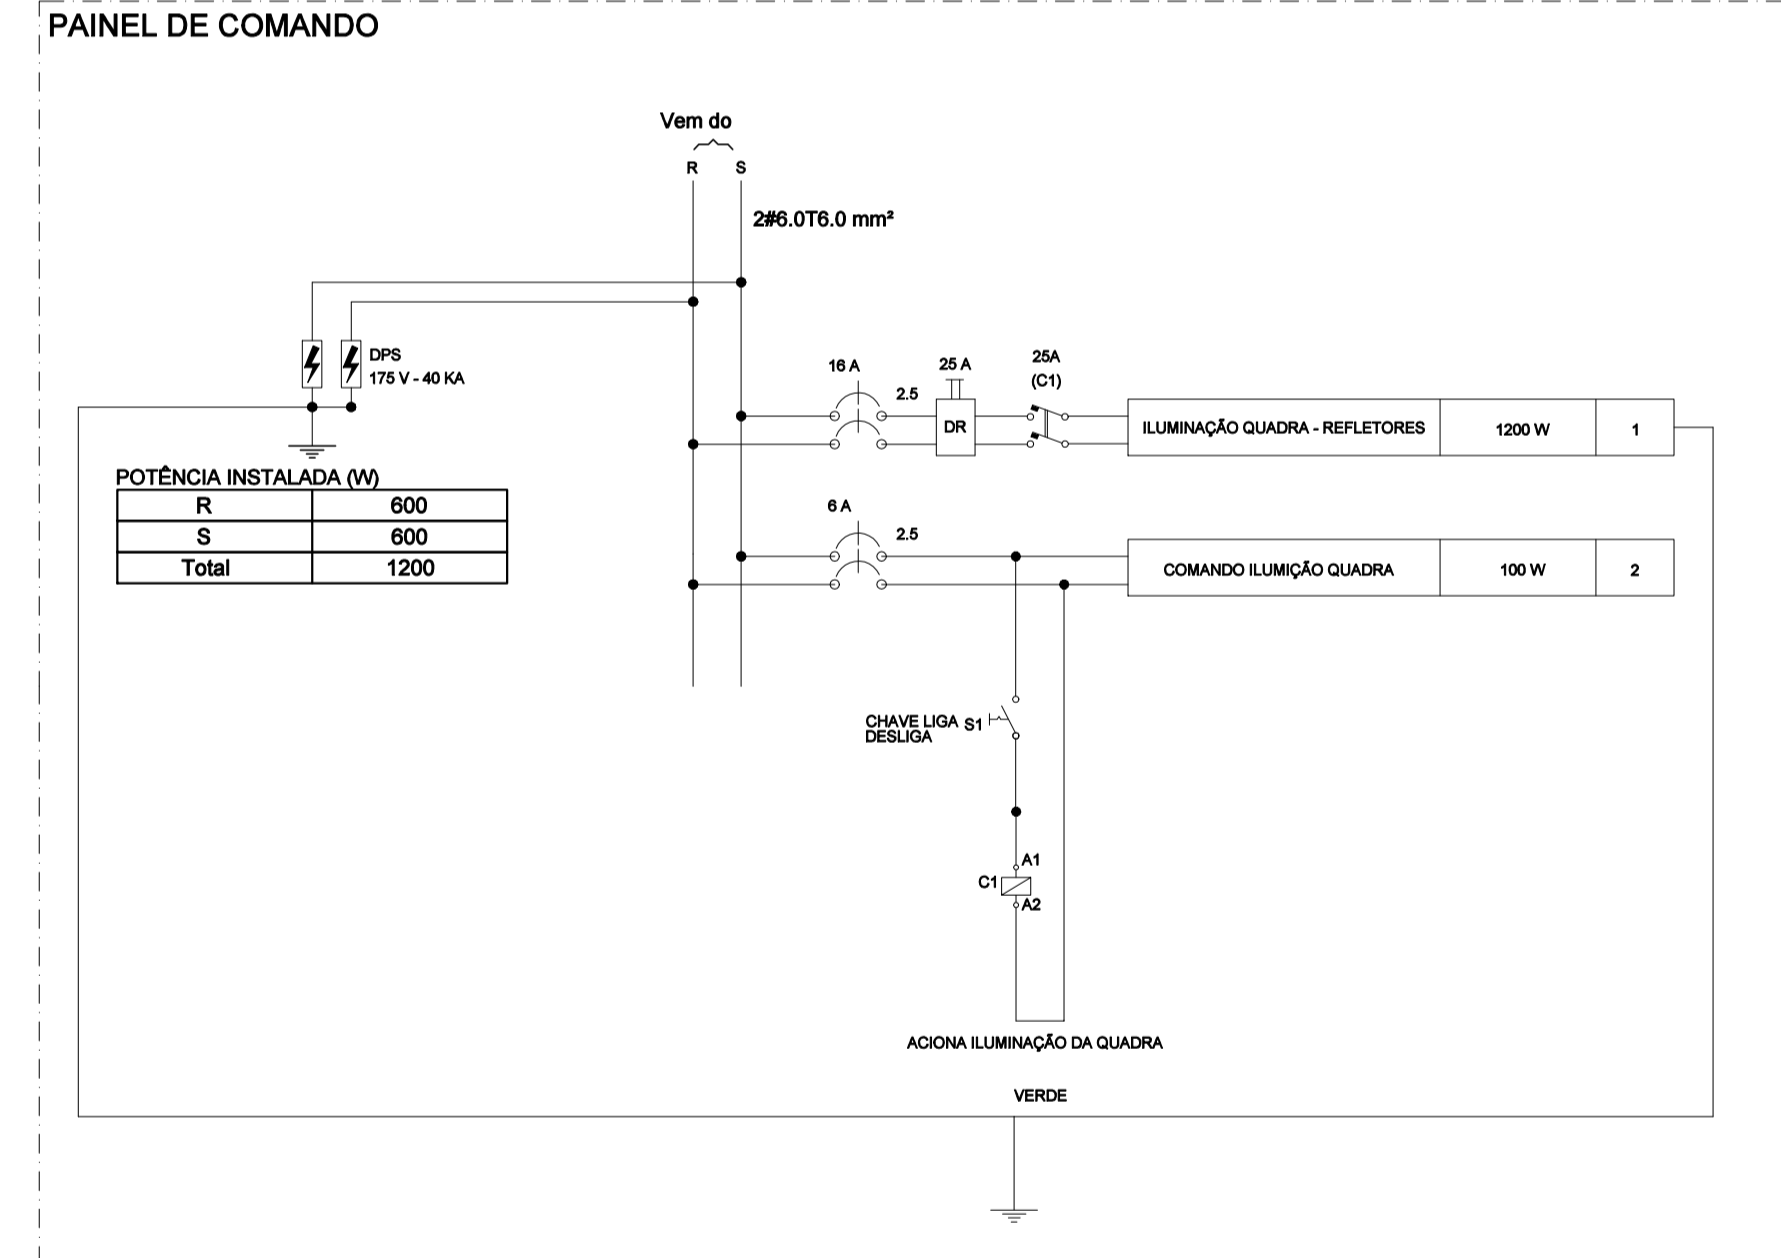 PAINEL DE COMANDO
Vem do
R S
2#6.0T6.0 mm²
DPS
175 V - 40 KA
16 A
2.5
25 A
DR
25A
(C1)
ILUMINAÇÃO QUADRA - REFLETORES 1200 W 1
POTÊNCIA INSTALADA (W)
R 600
S 600
Total 1200
6 A
2.5
COMANDO ILUMIÇÃO QUADRA 100 W 2
CHAVE LIGA S1
DESLIGA
A1
C1
A2
ACIONA ILUMINAÇÃO DA QUADRA
VERDE